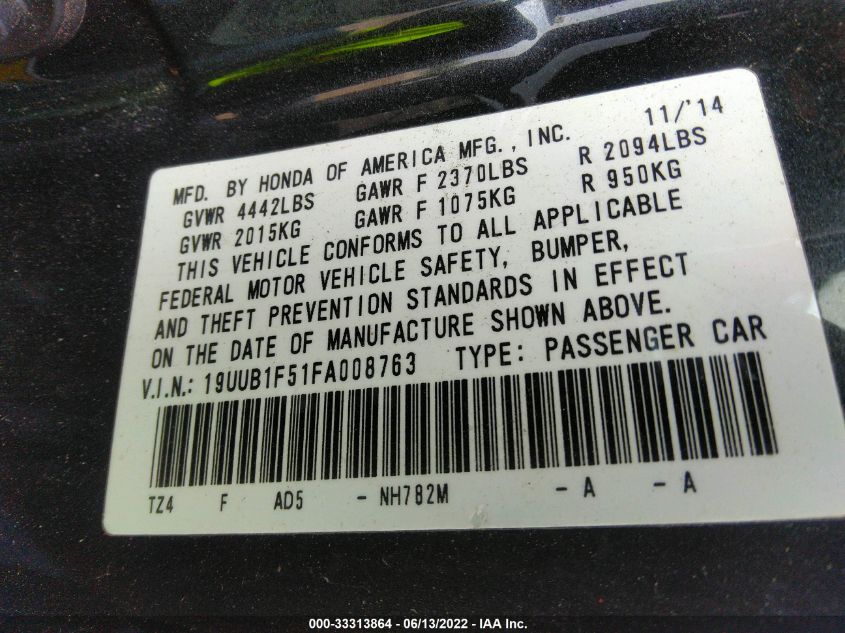 11/'14
MFD. BY HONDA OF AMERICA MFG., INC.
GVWR 4442LBS GAWR F 2370LBS R 2094LBS
GVWR 2015KG GAWR F 1075KG R 950KG
THIS VEHICLE CONFORMS TO ALL APPLICABLE
FEDERAL MOTOR VEHICLE SAFETY, BUMPER,
AND THEFT PREVENTION STANDARDS IN EFFECT
ON THE DATE OF MANUFACTURE SHOWN ABOVE.
V.I.N.: 19UUB1F51FA008763 TYPE: PASSENGER CAR
TZ4 F AD5 - NH782M - A - A
000-33313864 - 06/13/2022 - IAA Inc.